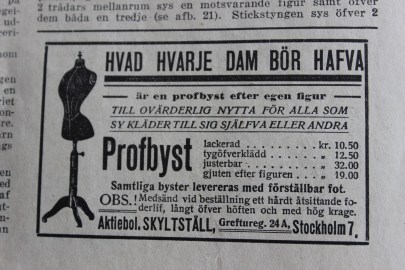 2 trådars mellanrum sys en motsvarande figur samt öfver
dem båda en tredje (se afb. 21). Stickstyngen sys öfver 2
HVAD HVARJE DAM BÖR HAFVA
är en profbyst efter egen figur
TILL OVÄRDERLIG NYTTA FÖR ALLA SOM
SY KLÄDER TILL SIG SJÄLFVA ELLER ANDRA
Profbyst
lackerad . . . . . . . . kr. 10.50
tygöfverklädd . . . . „ 12.50
justerbar . . . . . . . „ 32.00
gjuten efter figuren . . „ 19.00
Samtliga byster levereras med förställbar fot.
OBS.! Medsänd vid beställning ett hårdt åtsittande fo-
derlif, långt öfver höften och med hög krage.
Aktiebol. SKYLTSTÄLL, Greftureg. 24 A, Stockholm 7.